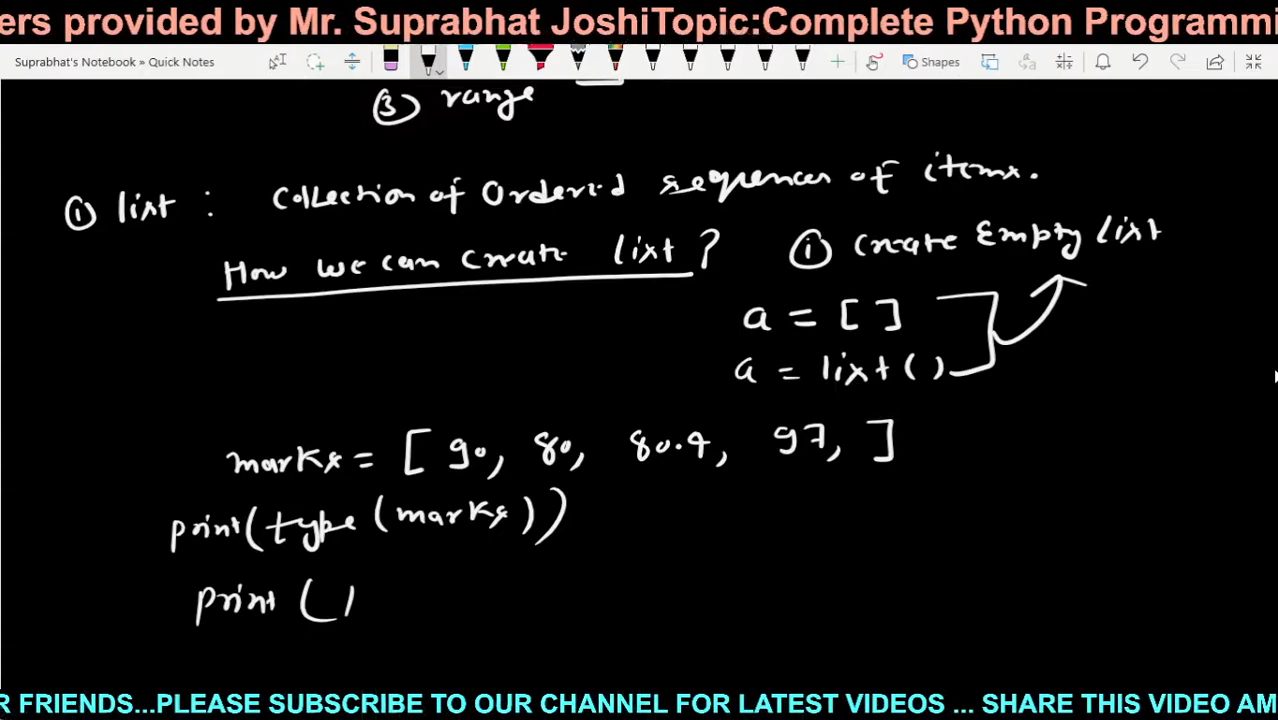 ers provided by Mr. Suprabhat JoshiTopic:Complete Python Programmi
Suprabhat's Notebook » Quick Notes
Shapes
③ range
① list : Collection of Ordered sequences of items.
How we can create list ?
① Create Empty list
a = [ ]
a = list ( )
marks = [ 90, 80, 80.9, 97, ]
print(type (marks ))
print (
R FRIENDS...PLEASE SUBSCRIBE TO OUR CHANNEL FOR LATEST VIDEOS ... SHARE THIS VIDEO AM